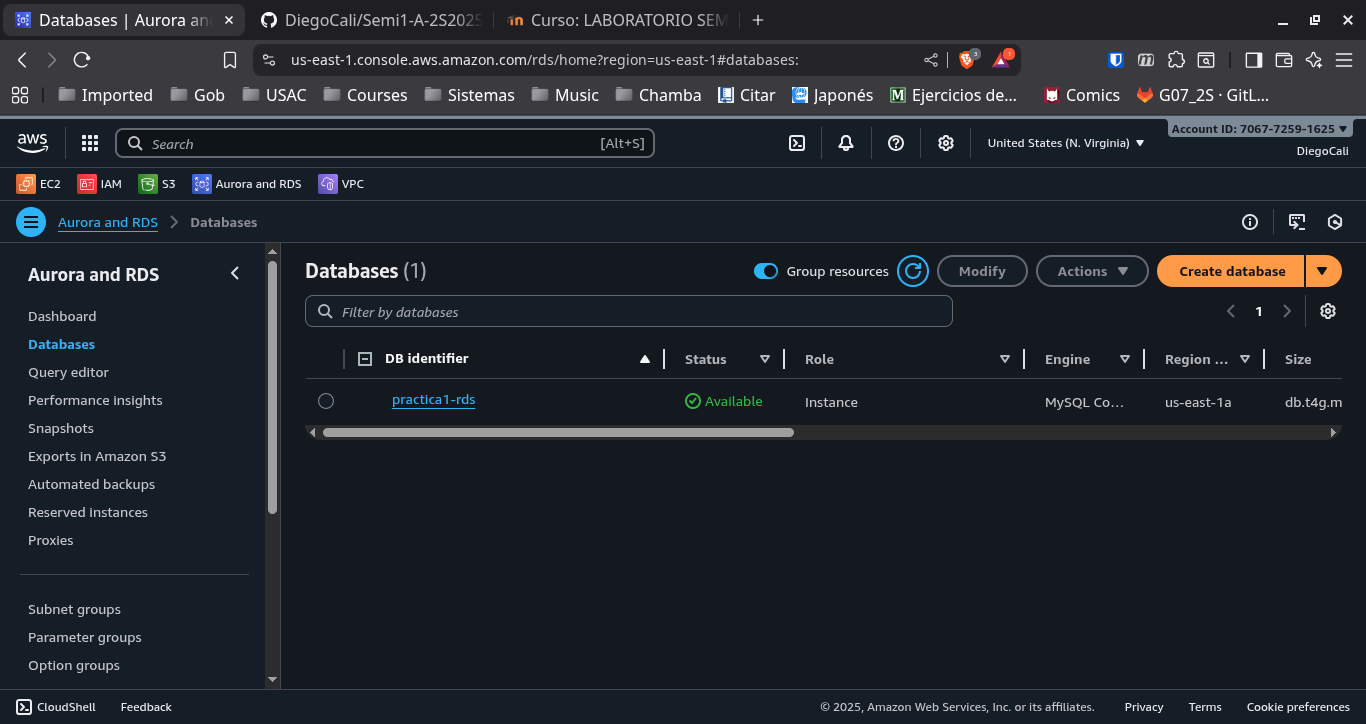 Databases | Aurora an
DiegoCali/Semi1-A-2S2025
Curso: LABORATORIO SEM
us-east-1.console.aws.amazon.com/rds/home?region=us-east-1#databases:
3
1
Imported
Gob
USAC
Courses
Sistemas
Music
Chamba
Citar
Japonés
Ejercicios de...
Comics
G07_2S · GitL...
aws
Search
[Alt+S]
United States (N. Virginia)
Account ID: 7067-7259-1625
DiegoCali
EC2
IAM
S3
Aurora and RDS
VPC
Aurora and RDS
Databases
Aurora and RDS
Dashboard
Databases
Query editor
Performance insights
Snapshots
Exports in Amazon S3
Automated backups
Reserved instances
Proxies
Subnet groups
Parameter groups
Option groups
Databases (1)
Group resources
Modify
Actions
Create database
Filter by databases
1
DB identifier
Status
Role
Engine
Region ...
Size
practica1-rds
Available
Instance
MySQL Co...
us-east-1a
db.t4g.m
CloudShell
Feedback
© 2025, Amazon Web Services, Inc. or its affiliates.
Privacy
Terms
Cookie preferences